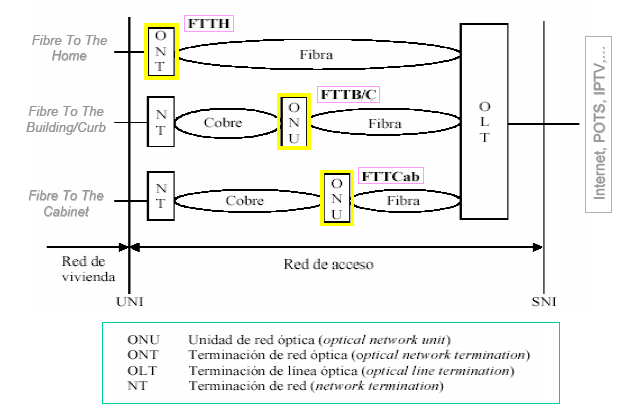 FTTH
Fibre To The
Home
O
N
T
Fibra
FTTB/C
Fibre To The
Building/Curb
N
T
Cobre
O
N
U
Fibra
O
L
T
FTTCab
Fibre To The
Cabinet
N
T
Cobre
O
N
U
Fibra
Internet, POTS, IPTV,...
Red de
vivienda
Red de acceso
UNI
SNI
ONU Unidad de red óptica (optical network unit)
ONT Terminación de red óptica (optical network termination)
OLT Terminación de línea óptica (optical line termination)
NT Terminación de red (network termination)